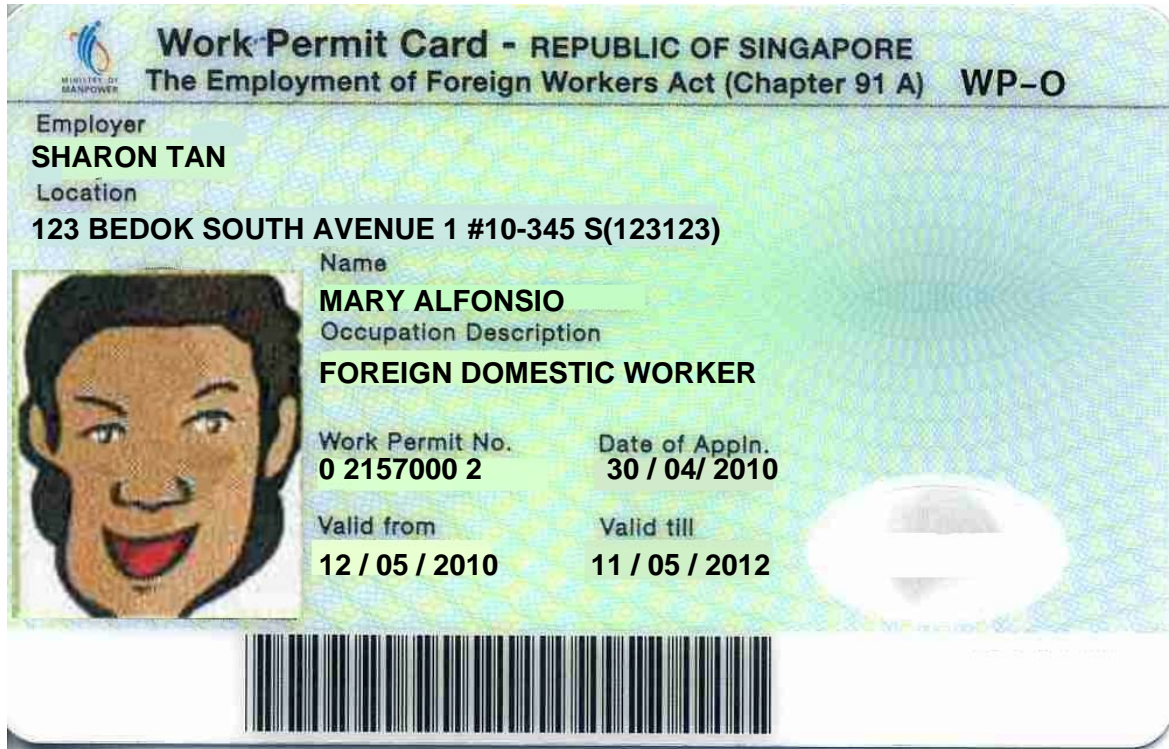 Work Permit Card - REPUBLIC OF SINGAPORE
MINISTRY OF
MANPOWER
The Employment of Foreign Workers Act (Chapter 91 A) WP-O
Employer
SHARON TAN
Location
123 BEDOK SOUTH AVENUE 1 #10-345 S(123123)
Name
MARY ALFONSIO
Occupation Description
FOREIGN DOMESTIC WORKER
Work Permit No. Date of Appln.
0 2157000 2 30 / 04/ 2010
Valid from Valid till
12 / 05 / 2010 11 / 05 / 2012